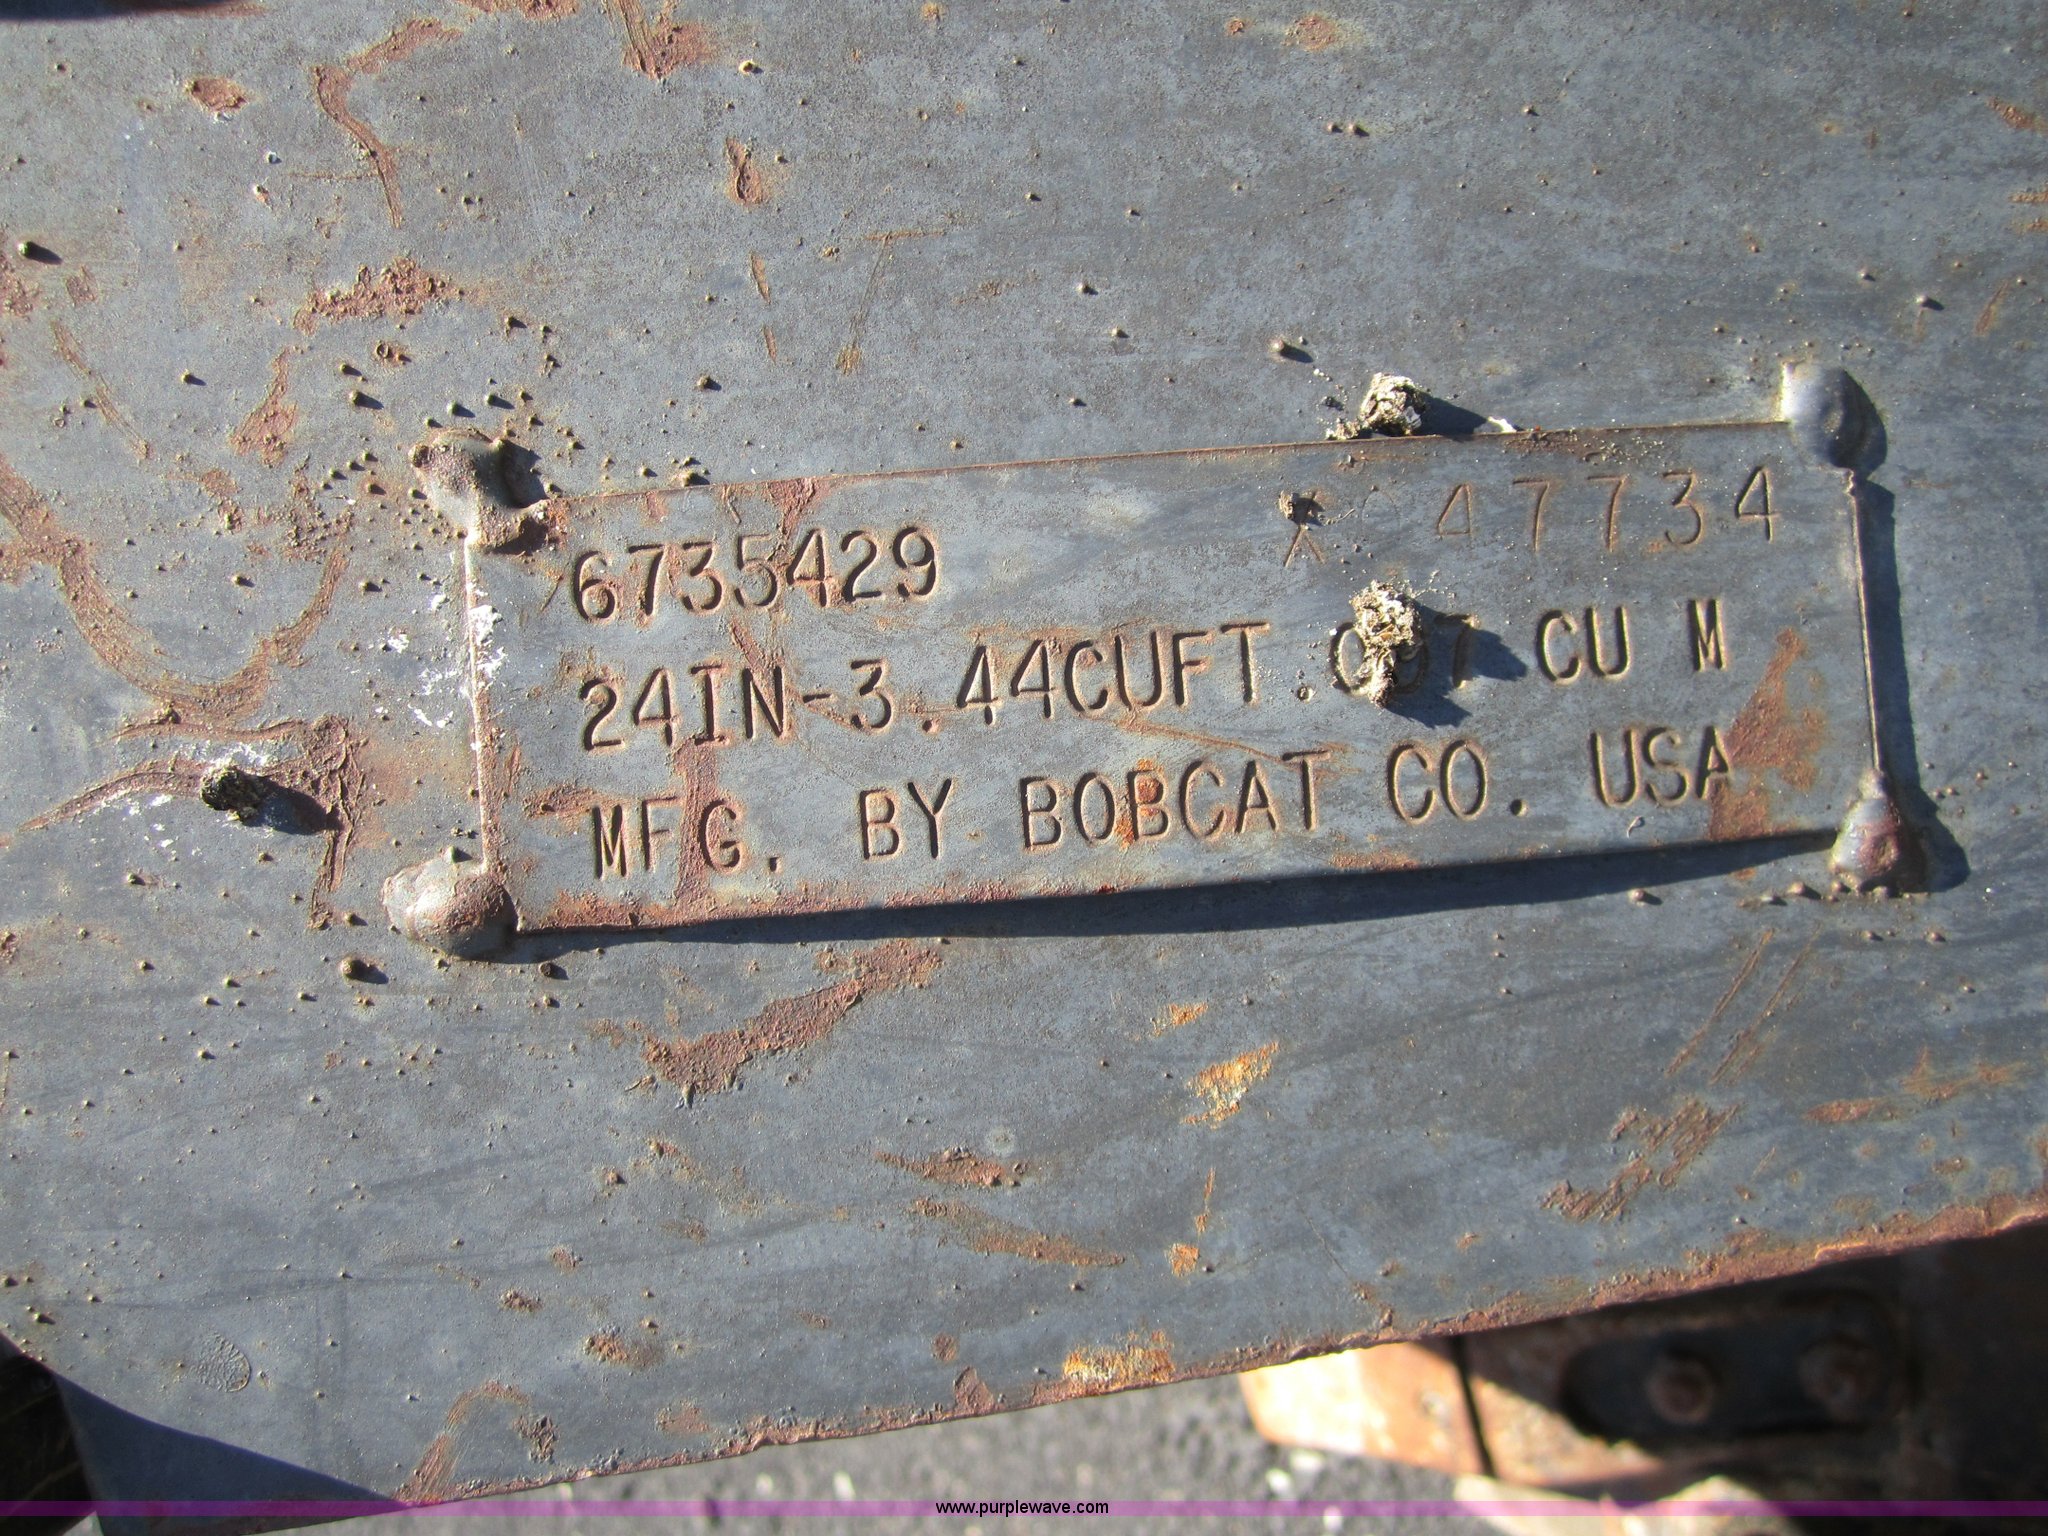 6735429 47734
24IN-3.44CUFT. CU M
MFG. BY BOBCAT CO. USA
www.purplewave.com